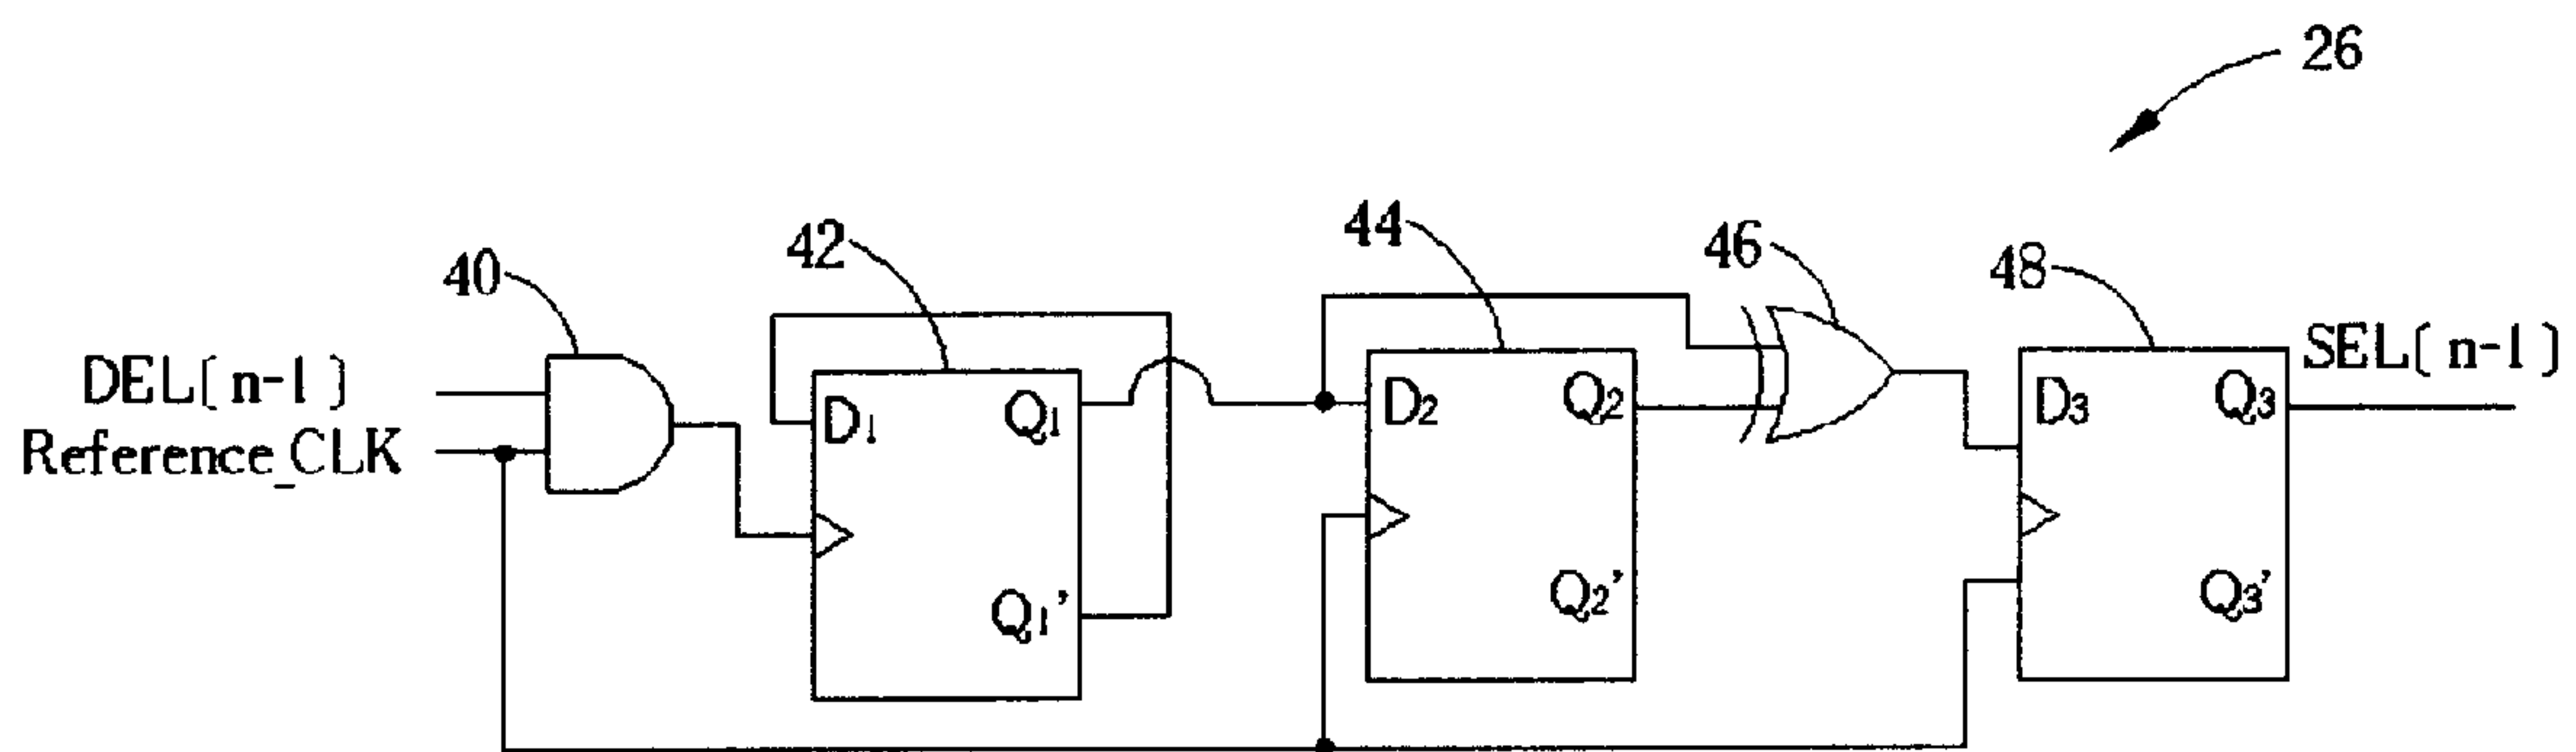 26
40
42
44
46
48
DEL[n-1]
Reference_CLK
D1
Q1
Q1’
D2
Q2
Q2’
D3
Q3
Q3’
SEL[n-1]